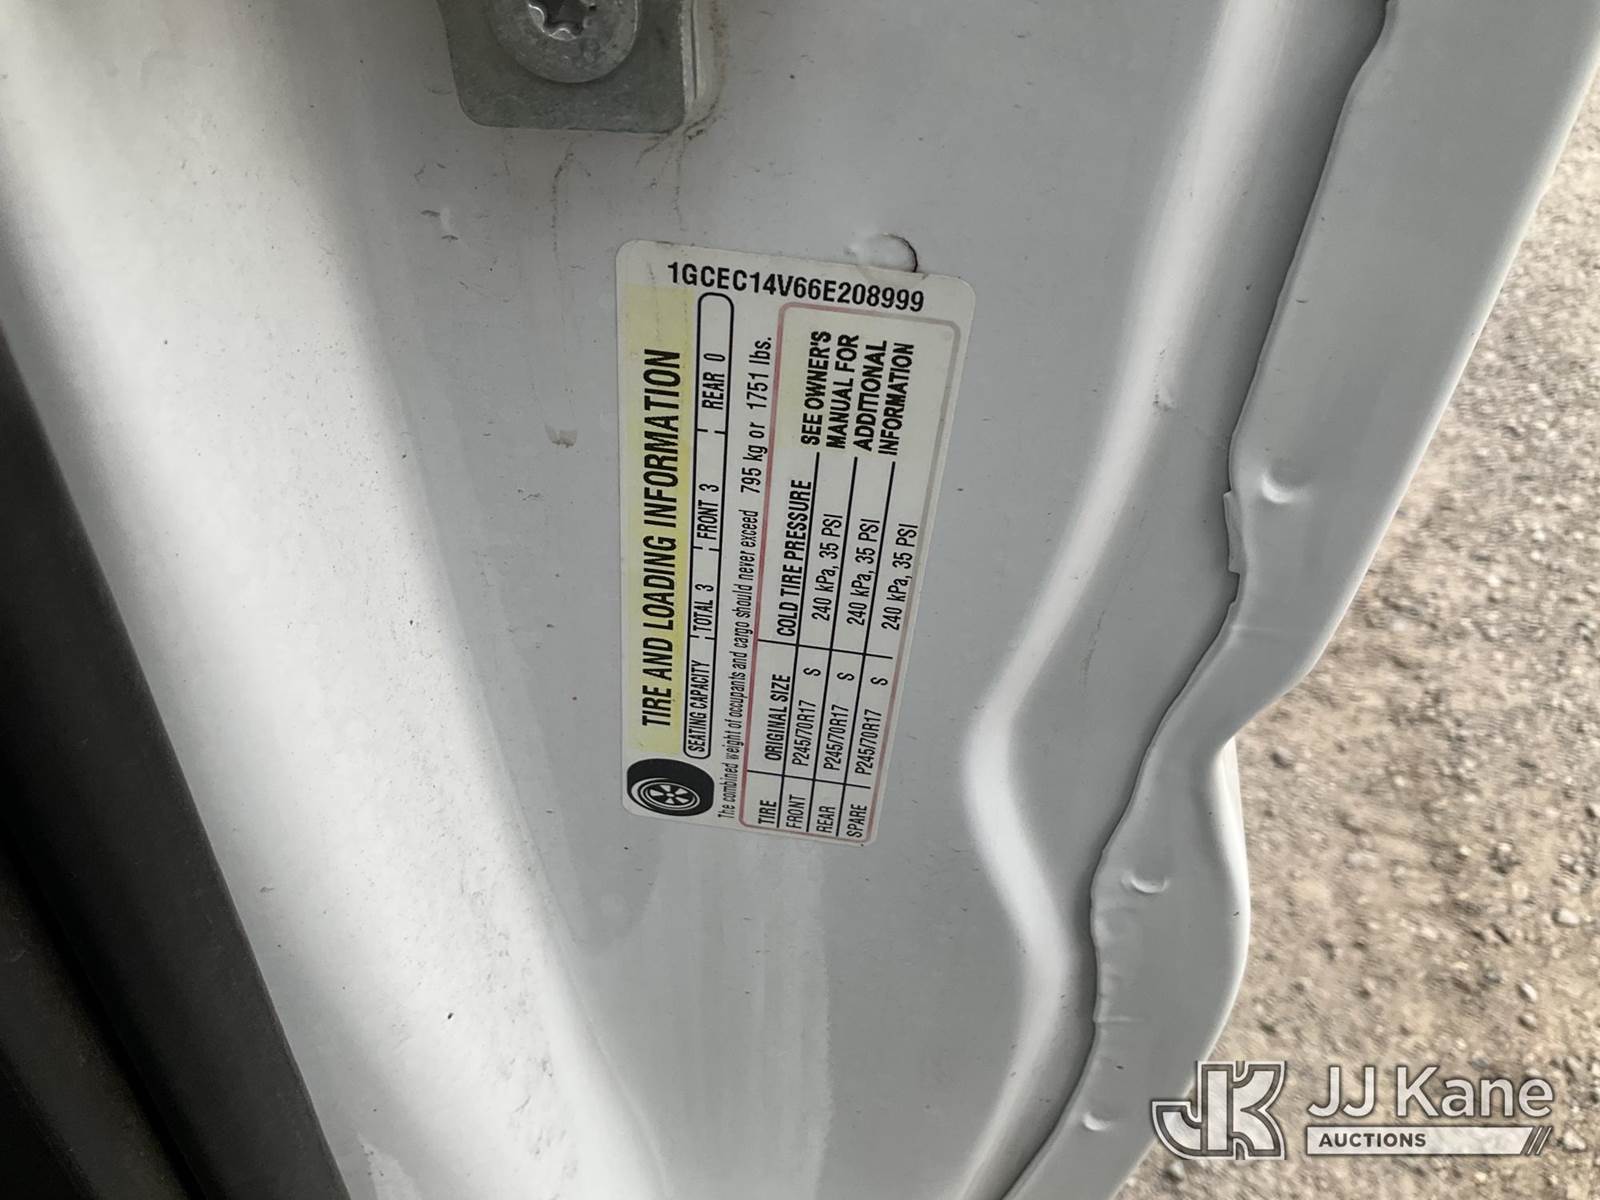 1GCEC14V66E208999
TIRE AND LOADING INFORMATION
SEATING CAPACITY TOTAL 3 FRONT 3 REAR 0
The combined weight of occupants and cargo should never exceed 795 kg or 1751 lbs.
TIRE ORIGINAL SIZE COLD TIRE PRESSURE
FRONT P245/70R17 S 240 kPa, 35 PSI
REAR P245/70R17 S 240 kPa, 35 PSI
SPARE P245/70R17 S 240 kPa, 35 PSI
SEE OWNER'S
MANUAL FOR
ADDITIONAL
INFORMATION
JK JJ Kane
AUCTIONS